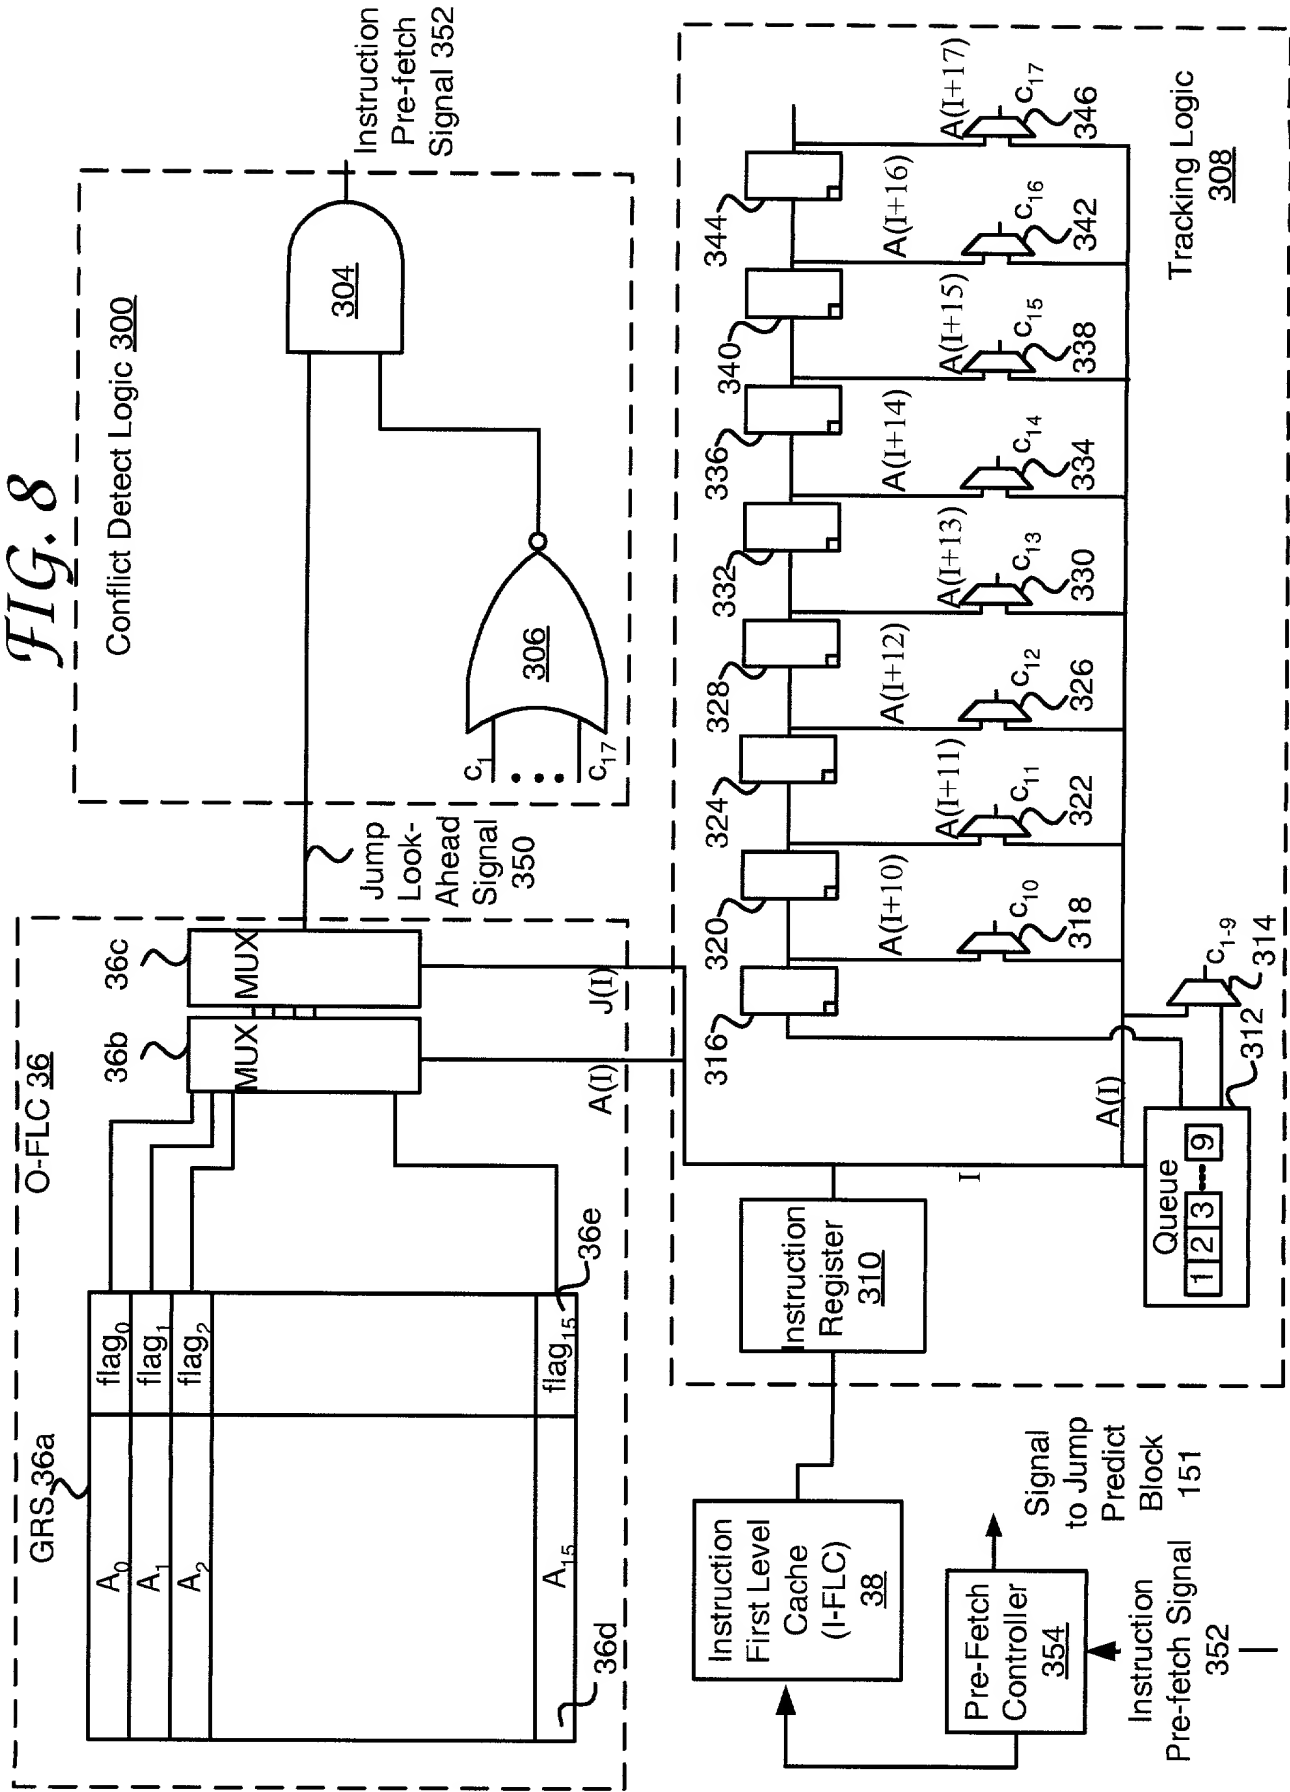 FIG. 8
O-FLC 36
GRS 36a
A0
flag0
A1
flag1
A2
flag2
A15
flag15
36d
36e
36b
MUX
36c
MUX
A(I)
J(I)
Jump
Look-
Ahead
Signal
350
Conflict Detect Logic 300
304
306
c1
c17
Instruction
Pre-fetch
Signal 352
Instruction
First Level
Cache
(I-FLC)
38
Pre-Fetch
Controller
354
Signal
to Jump
Predict
Block
151
Instruction
Pre-fetch Signal
352
Instruction
Register
310
I
A(I)
Queue
1 2 3 9
312
C1-9
314
316
320
324
328
332
336
340
344
A(I+10)
A(I+11)
A(I+12)
A(I+13)
A(I+14)
A(I+15)
A(I+16)
A(I+17)
C10
318
C11
322
C12
326
C13
330
C14
334
C15
338
C16
342
C17
346
Tracking Logic
308